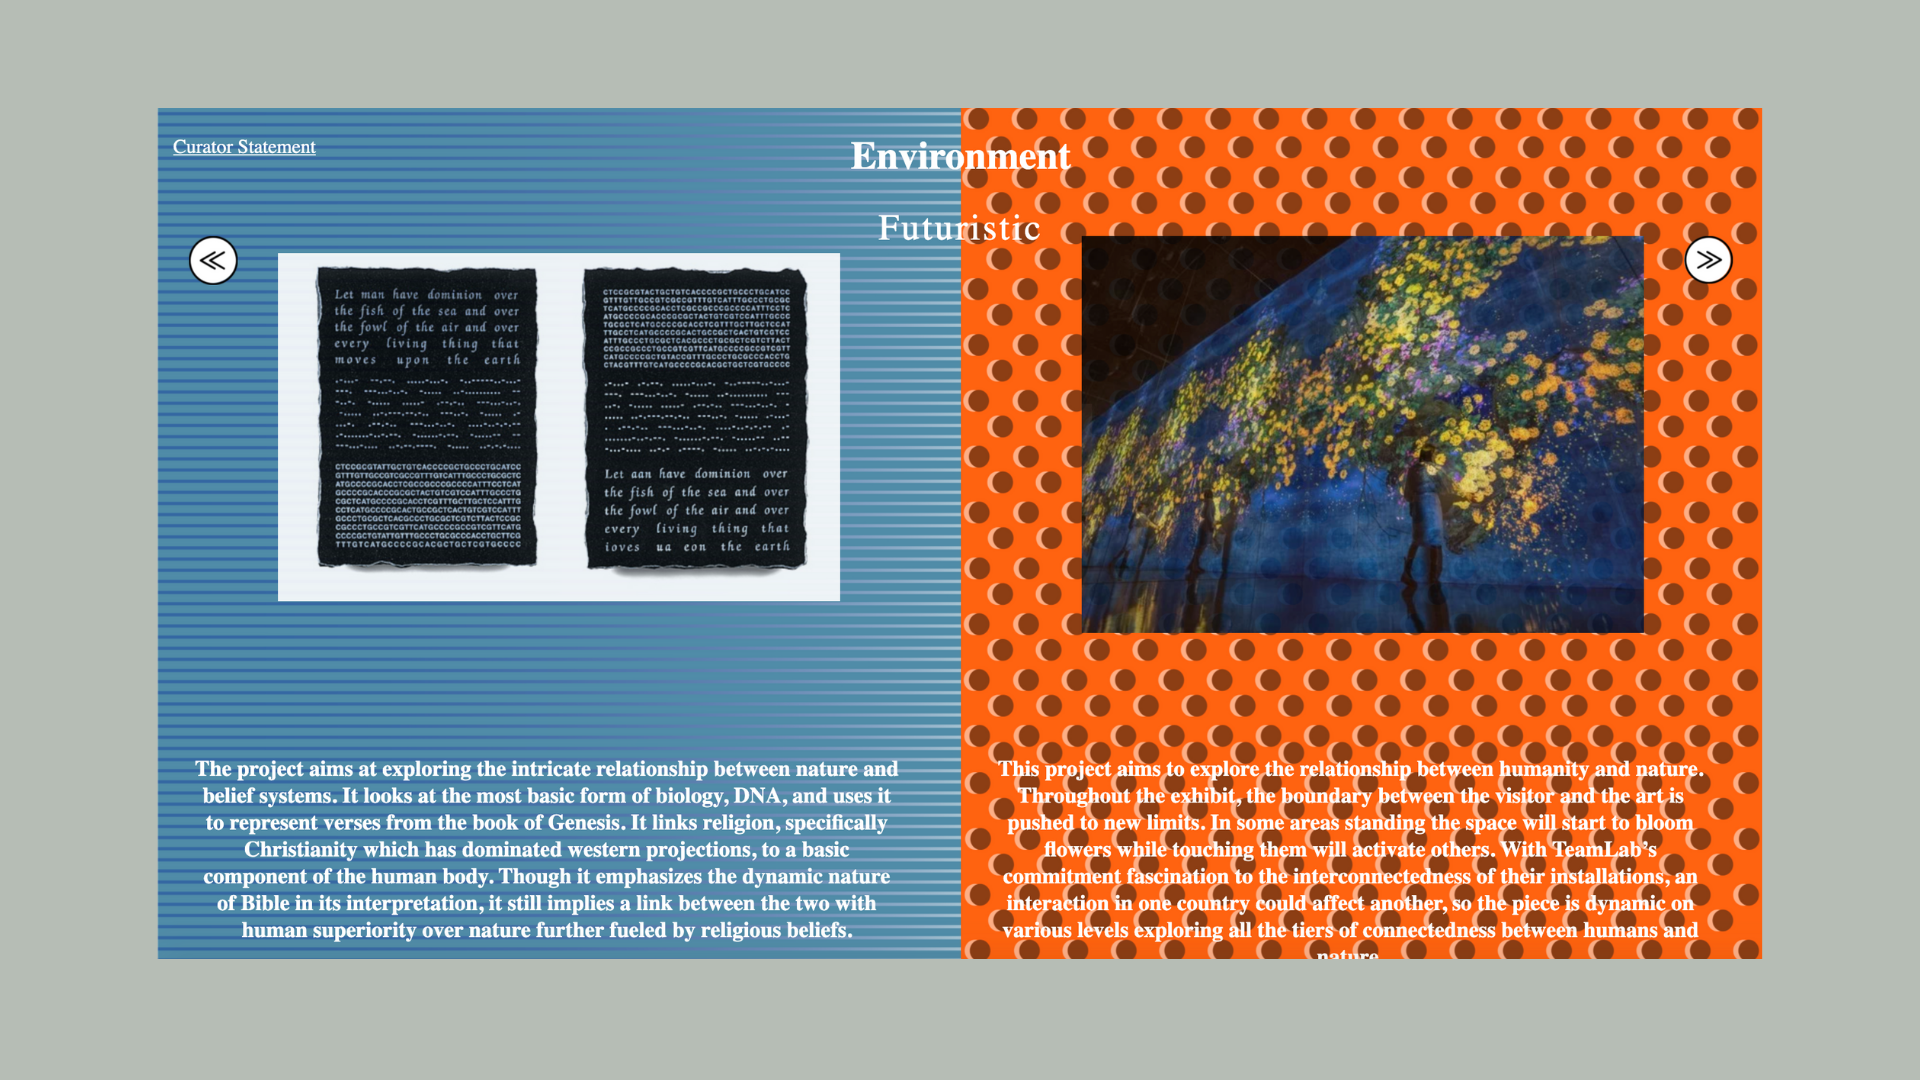 Curator Statement
Environment
Futuristic
Let man have dominion over
the fish of the sea and over
the fowl of the air and over
every living thing that
moves upon the earth
Let aan have dominion over
the fish of the sea and over
the fowl of the air and over
every living thing that
ioves ua eon the earth
The project aims at exploring the intricate relationship between nature and
belief systems. It looks at the most basic form of biology, DNA, and uses it
to represent verses from the book of Genesis. It links religion, specifically
Christianity which has dominated western projections, to a basic
component of the human body. Though it emphasizes the dynamic nature
of Bible in its interpretation, it still implies a link between the two with
human superiority over nature further fueled by religious beliefs.
This project aims to explore the relationship between humanity and nature.
Throughout the exhibit, the boundary between the visitor and the art is
pushed to new limits. In some areas standing the space will start to bloom
flowers while touching them will activate others. With TeamLab’s
commitment fascination to the interconnectedness of their installations, an
interaction in one country could affect another, so the piece is dynamic on
various levels exploring all the tiers of connectedness between humans and
nature